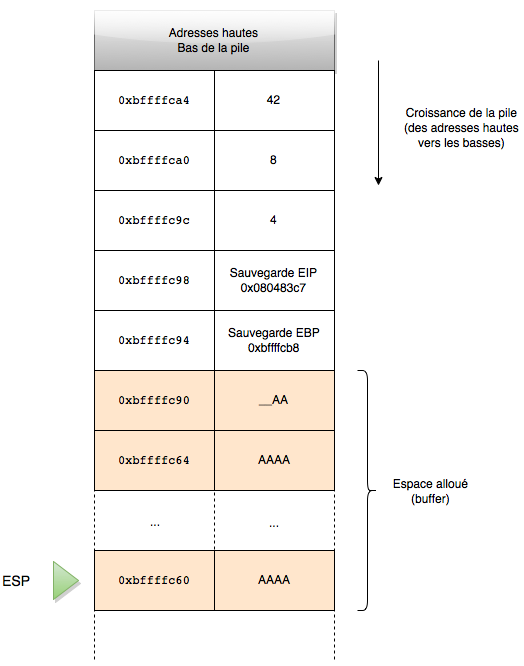 Adresses hautes
Bas de la pile
0xbffffca4 42
0xbffffca0 8
0xbffffc9c 4
0xbffffc98 Sauvegarde EIP
0x080483c7
0xbffffc94 Sauvegarde EBP
0xbffffcb8
0xbffffc90 __AA
0xbffffc64 AAAA
... ...
0xbffffc60 AAAA
Croissance de la pile
(des adresses hautes
vers les basses)
Espace alloué
(buffer)
ESP